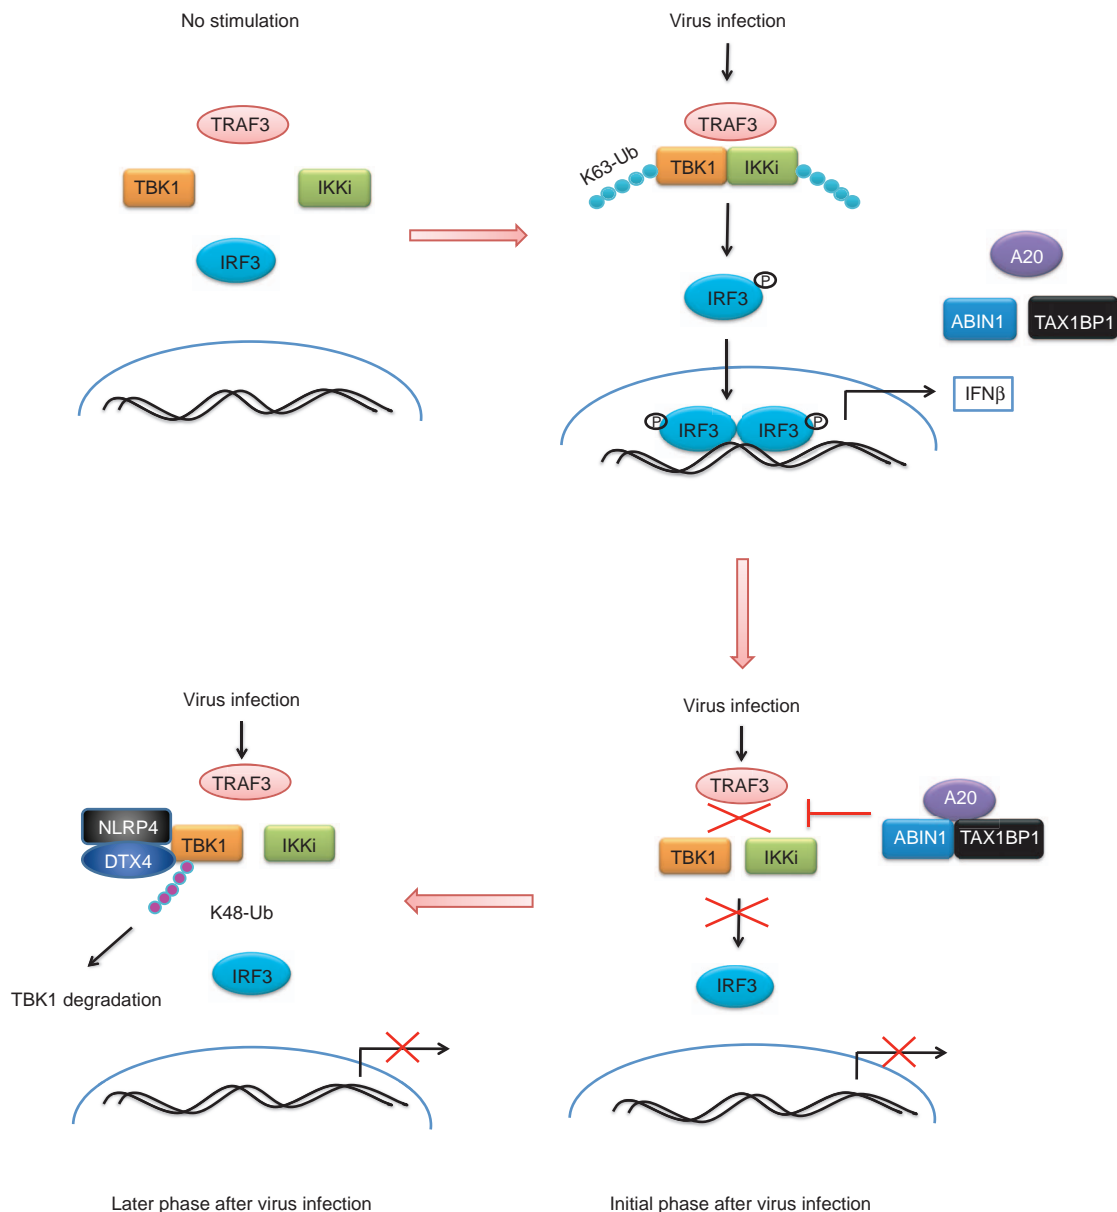 No stimulation
TRAF3
TBK1
IKKi
IRF3
Virus infection
TRAF3
K63-Ub
TBK1
IKKi
IRF3
P
A20
ABIN1
TAX1BP1
IFNβ
P
IRF3
IRF3
P
Virus infection
TRAF3
NLRP4
DTX4
TBK1
IKKi
K48-Ub
IRF3
TBK1 degradation
Later phase after virus infection
Virus infection
TRAF3
A20
ABIN1
TAX1BP1
TBK1
IKKi
IRF3
Initial phase after virus infection